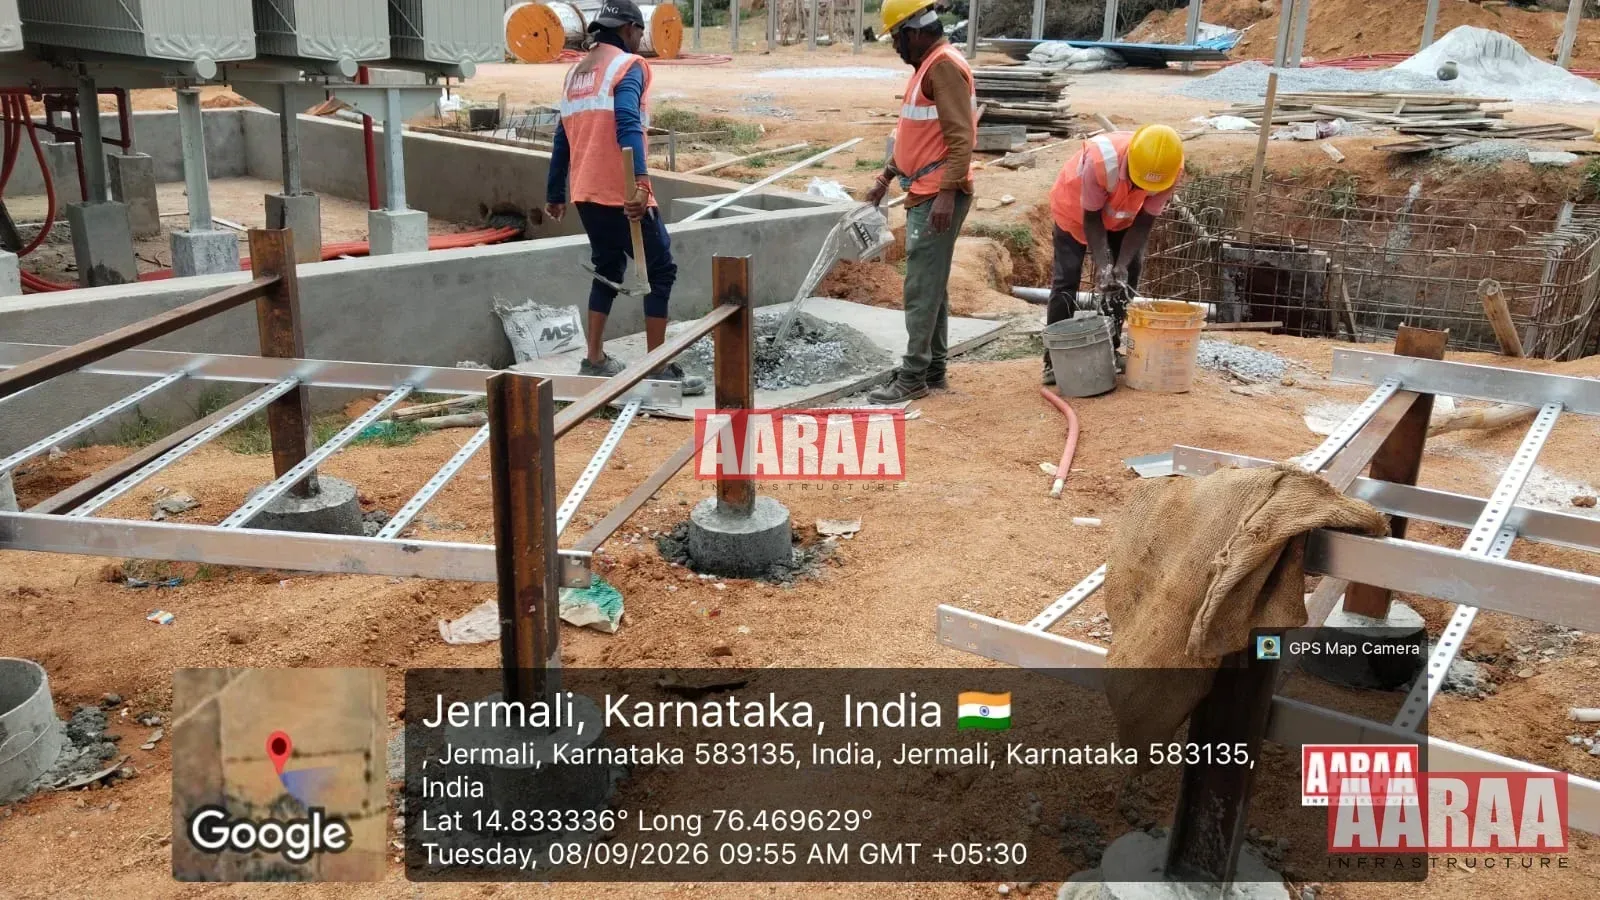 MSI
AARAA
INFRASTRUCTURE
GPS Map Camera
Jermali, Karnataka, India
, Jermali, Karnataka 583135, India, Jermali, Karnataka 583135,
India
Lat 14.833336° Long 76.469629°
Tuesday, 08/09/2026 09:55 AM GMT +05:30
Google
AARAA
INFRASTRUCTURE
AARAA
INFRASTRUCTURE